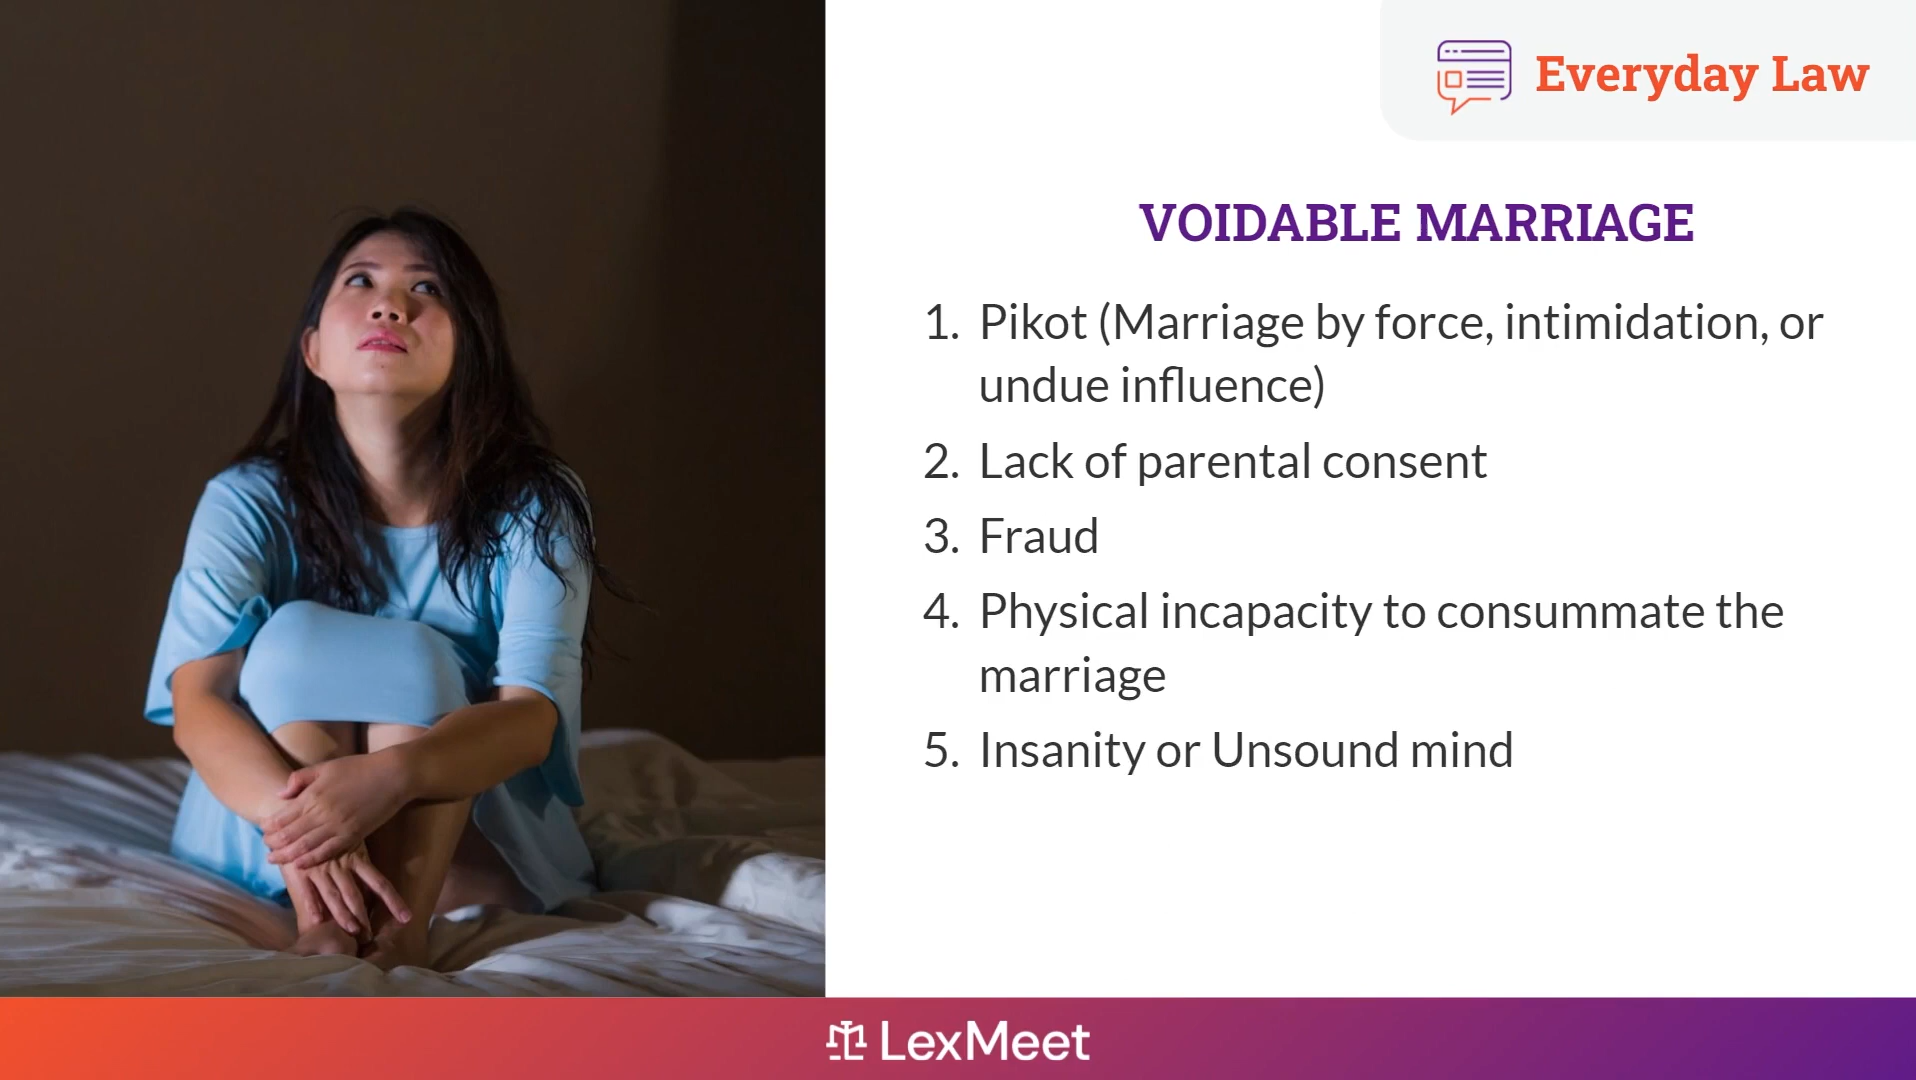 Everyday Law
VOIDABLE MARRIAGE
1. Pikot (Marriage by force, intimidation, or
undue influence)
2. Lack of parental consent
3. Fraud
4. Physical incapacity to consummate the
marriage
5. Insanity or Unsound mind
LexMeet